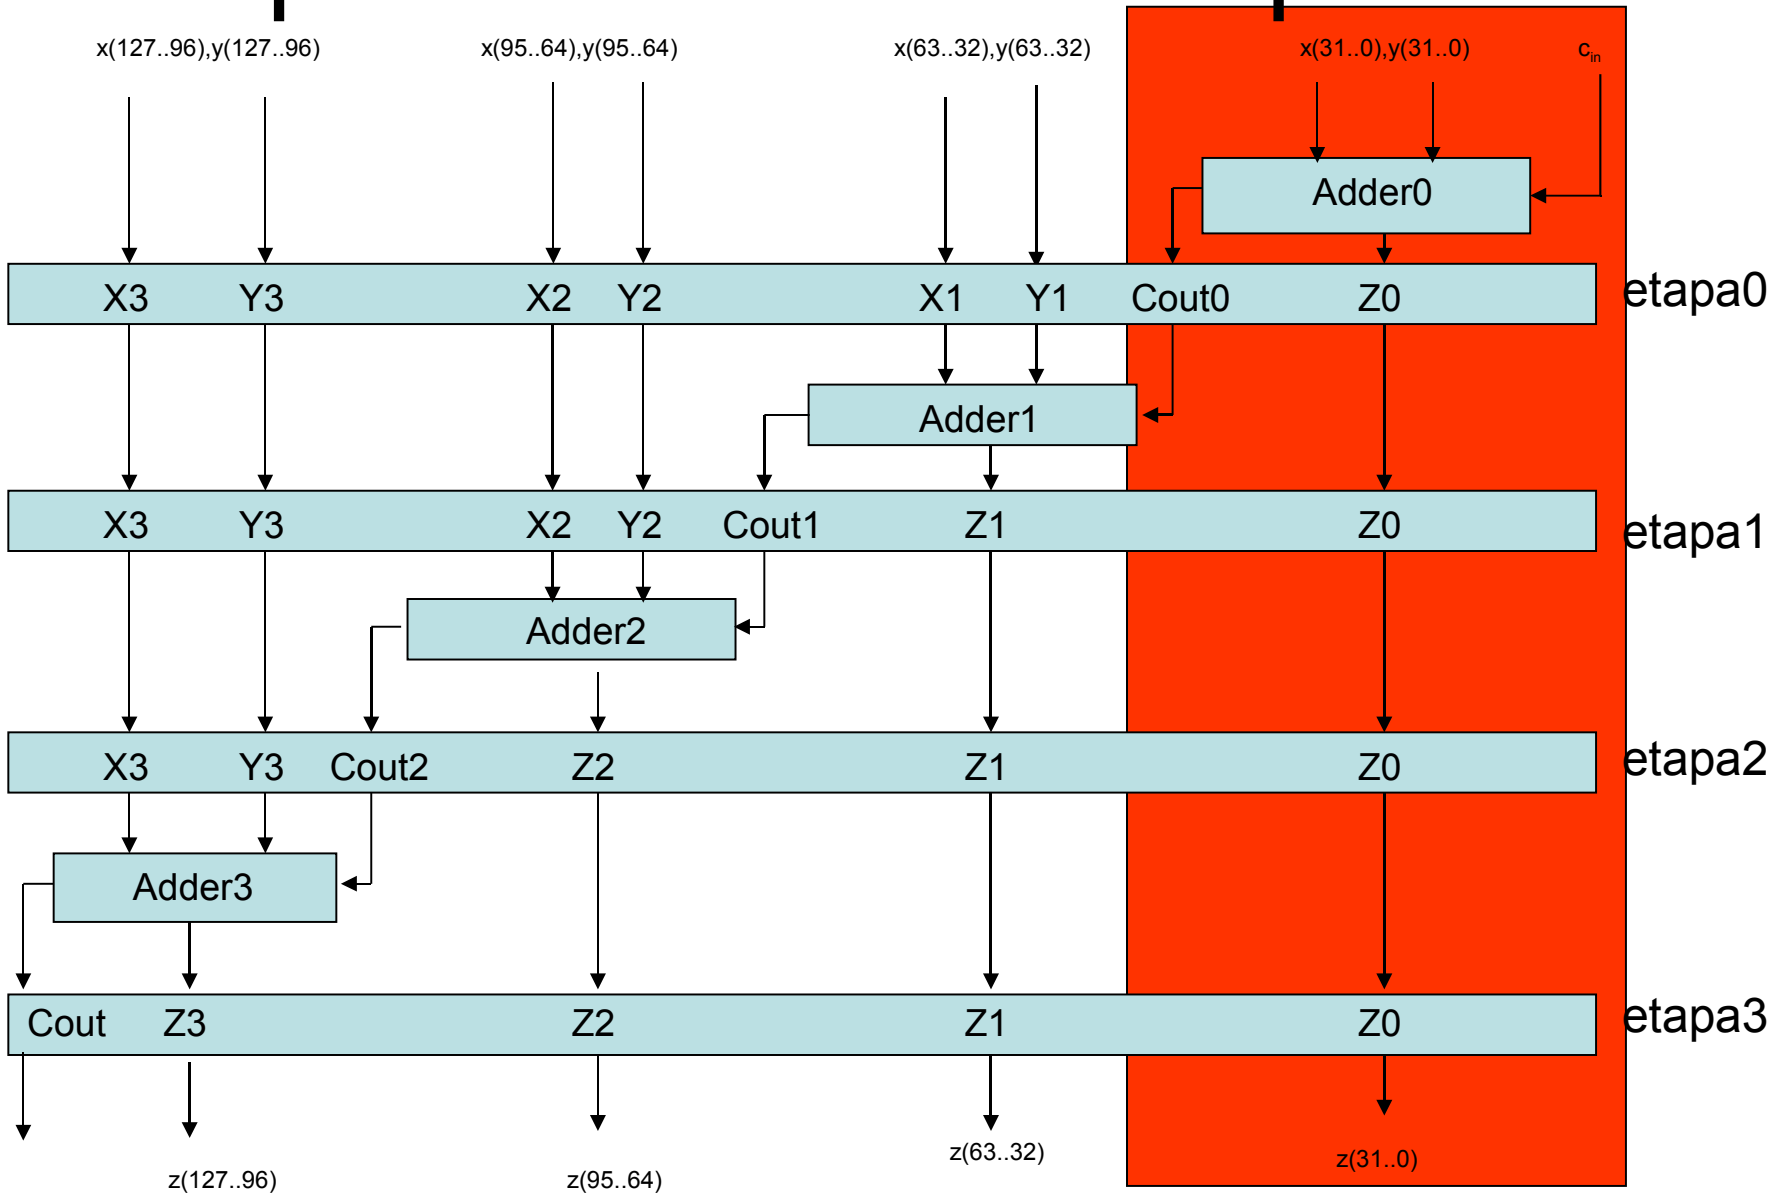 x(127..96),y(127..96) x(95..64),y(95..64) x(63..32),y(63..32) x(31..0),y(31..0) cin
Adder0
X3 Y3 X2 Y2 X1 Y1 Cout0 Z0 etapa0
Adder1
X3 Y3 X2 Y2 Cout1 Z1 Z0 etapa1
Adder2
X3 Y3 Cout2 Z2 Z1 Z0 etapa2
Adder3
Cout Z3 Z2 Z1 Z0 etapa3
z(127..96) z(95..64) z(63..32) z(31..0)